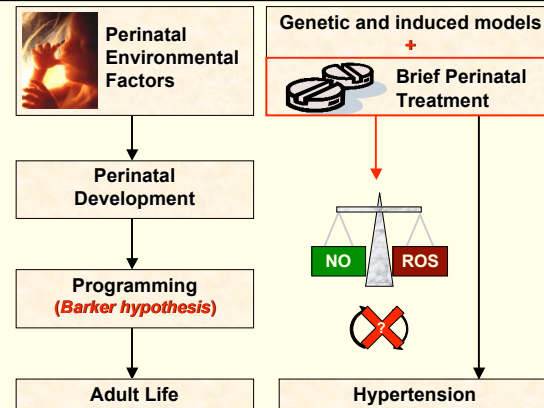 Perinatal
Environmental
Factors
Perinatal
Development
Programming
(Barker hypothesis)
Adult Life
Genetic and induced models
+
Brief Perinatal
Treatment
NO ROS
?
Hypertension